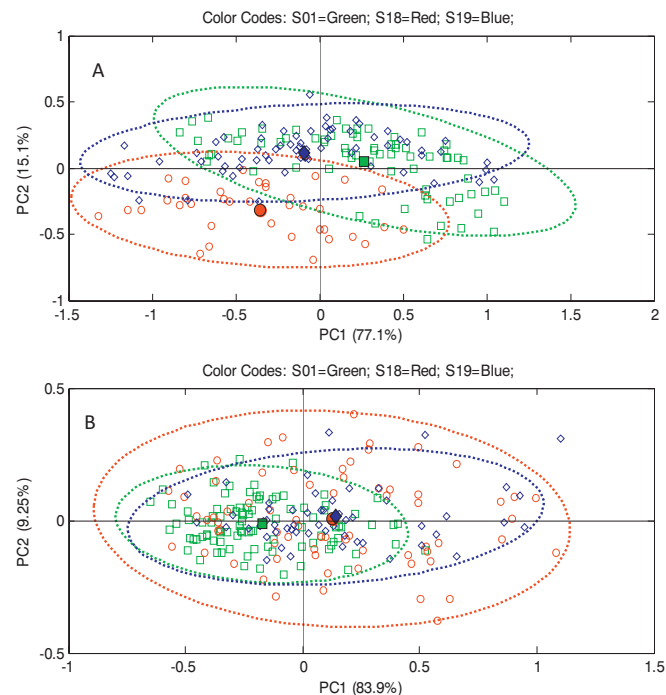 Color Codes: S01=Green; S18=Red; S19=Blue;
1
A
0.5
PC2 (15.1%)
0
-0.5
-1
-1.5 -1 -0.5 0 0.5 1 1.5 2
PC1 (77.1%)
Color Codes: S01=Green; S18=Red; S19=Blue;
0.5
B
PC2 (9.25%)
0
-0.5
-1 -0.5 0 0.5 1 1.5
PC1 (83.9%)